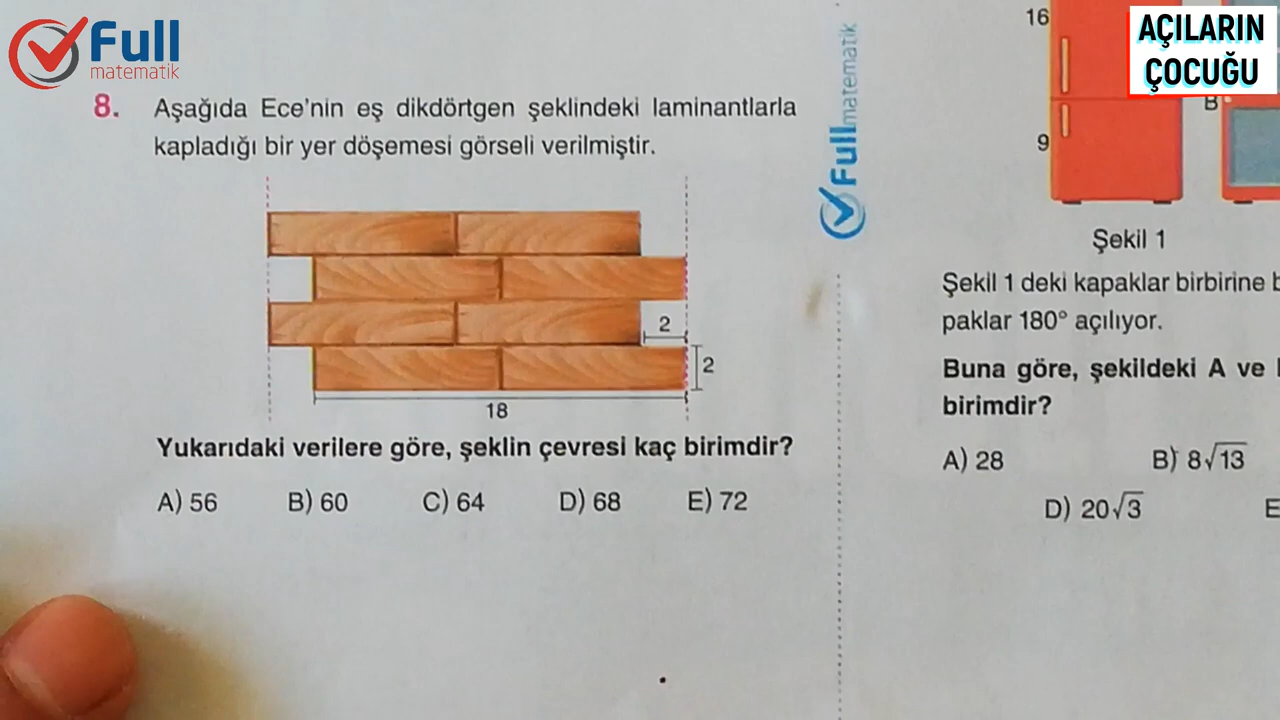 Full
matematik
AÇILARIN
ÇOCUĞU
8. Aşağıda Ece'nin eş dikdörtgen şeklindeki laminantlarla
kapladığı bir yer döşemesi görseli verilmiştir.
2
2
18
Yukarıdaki verilere göre, şeklin çevresi kaç birimdir?
A) 56 B) 60 C) 64 D) 68 E) 72
Full matematik
16
B
9
Şekil 1
Şekil 1 deki kapaklar birbirine
paklar 180° açılıyor.
Buna göre, şekildeki A ve
birimdir?
A) 28 B) 8√13
D) 20√3 E